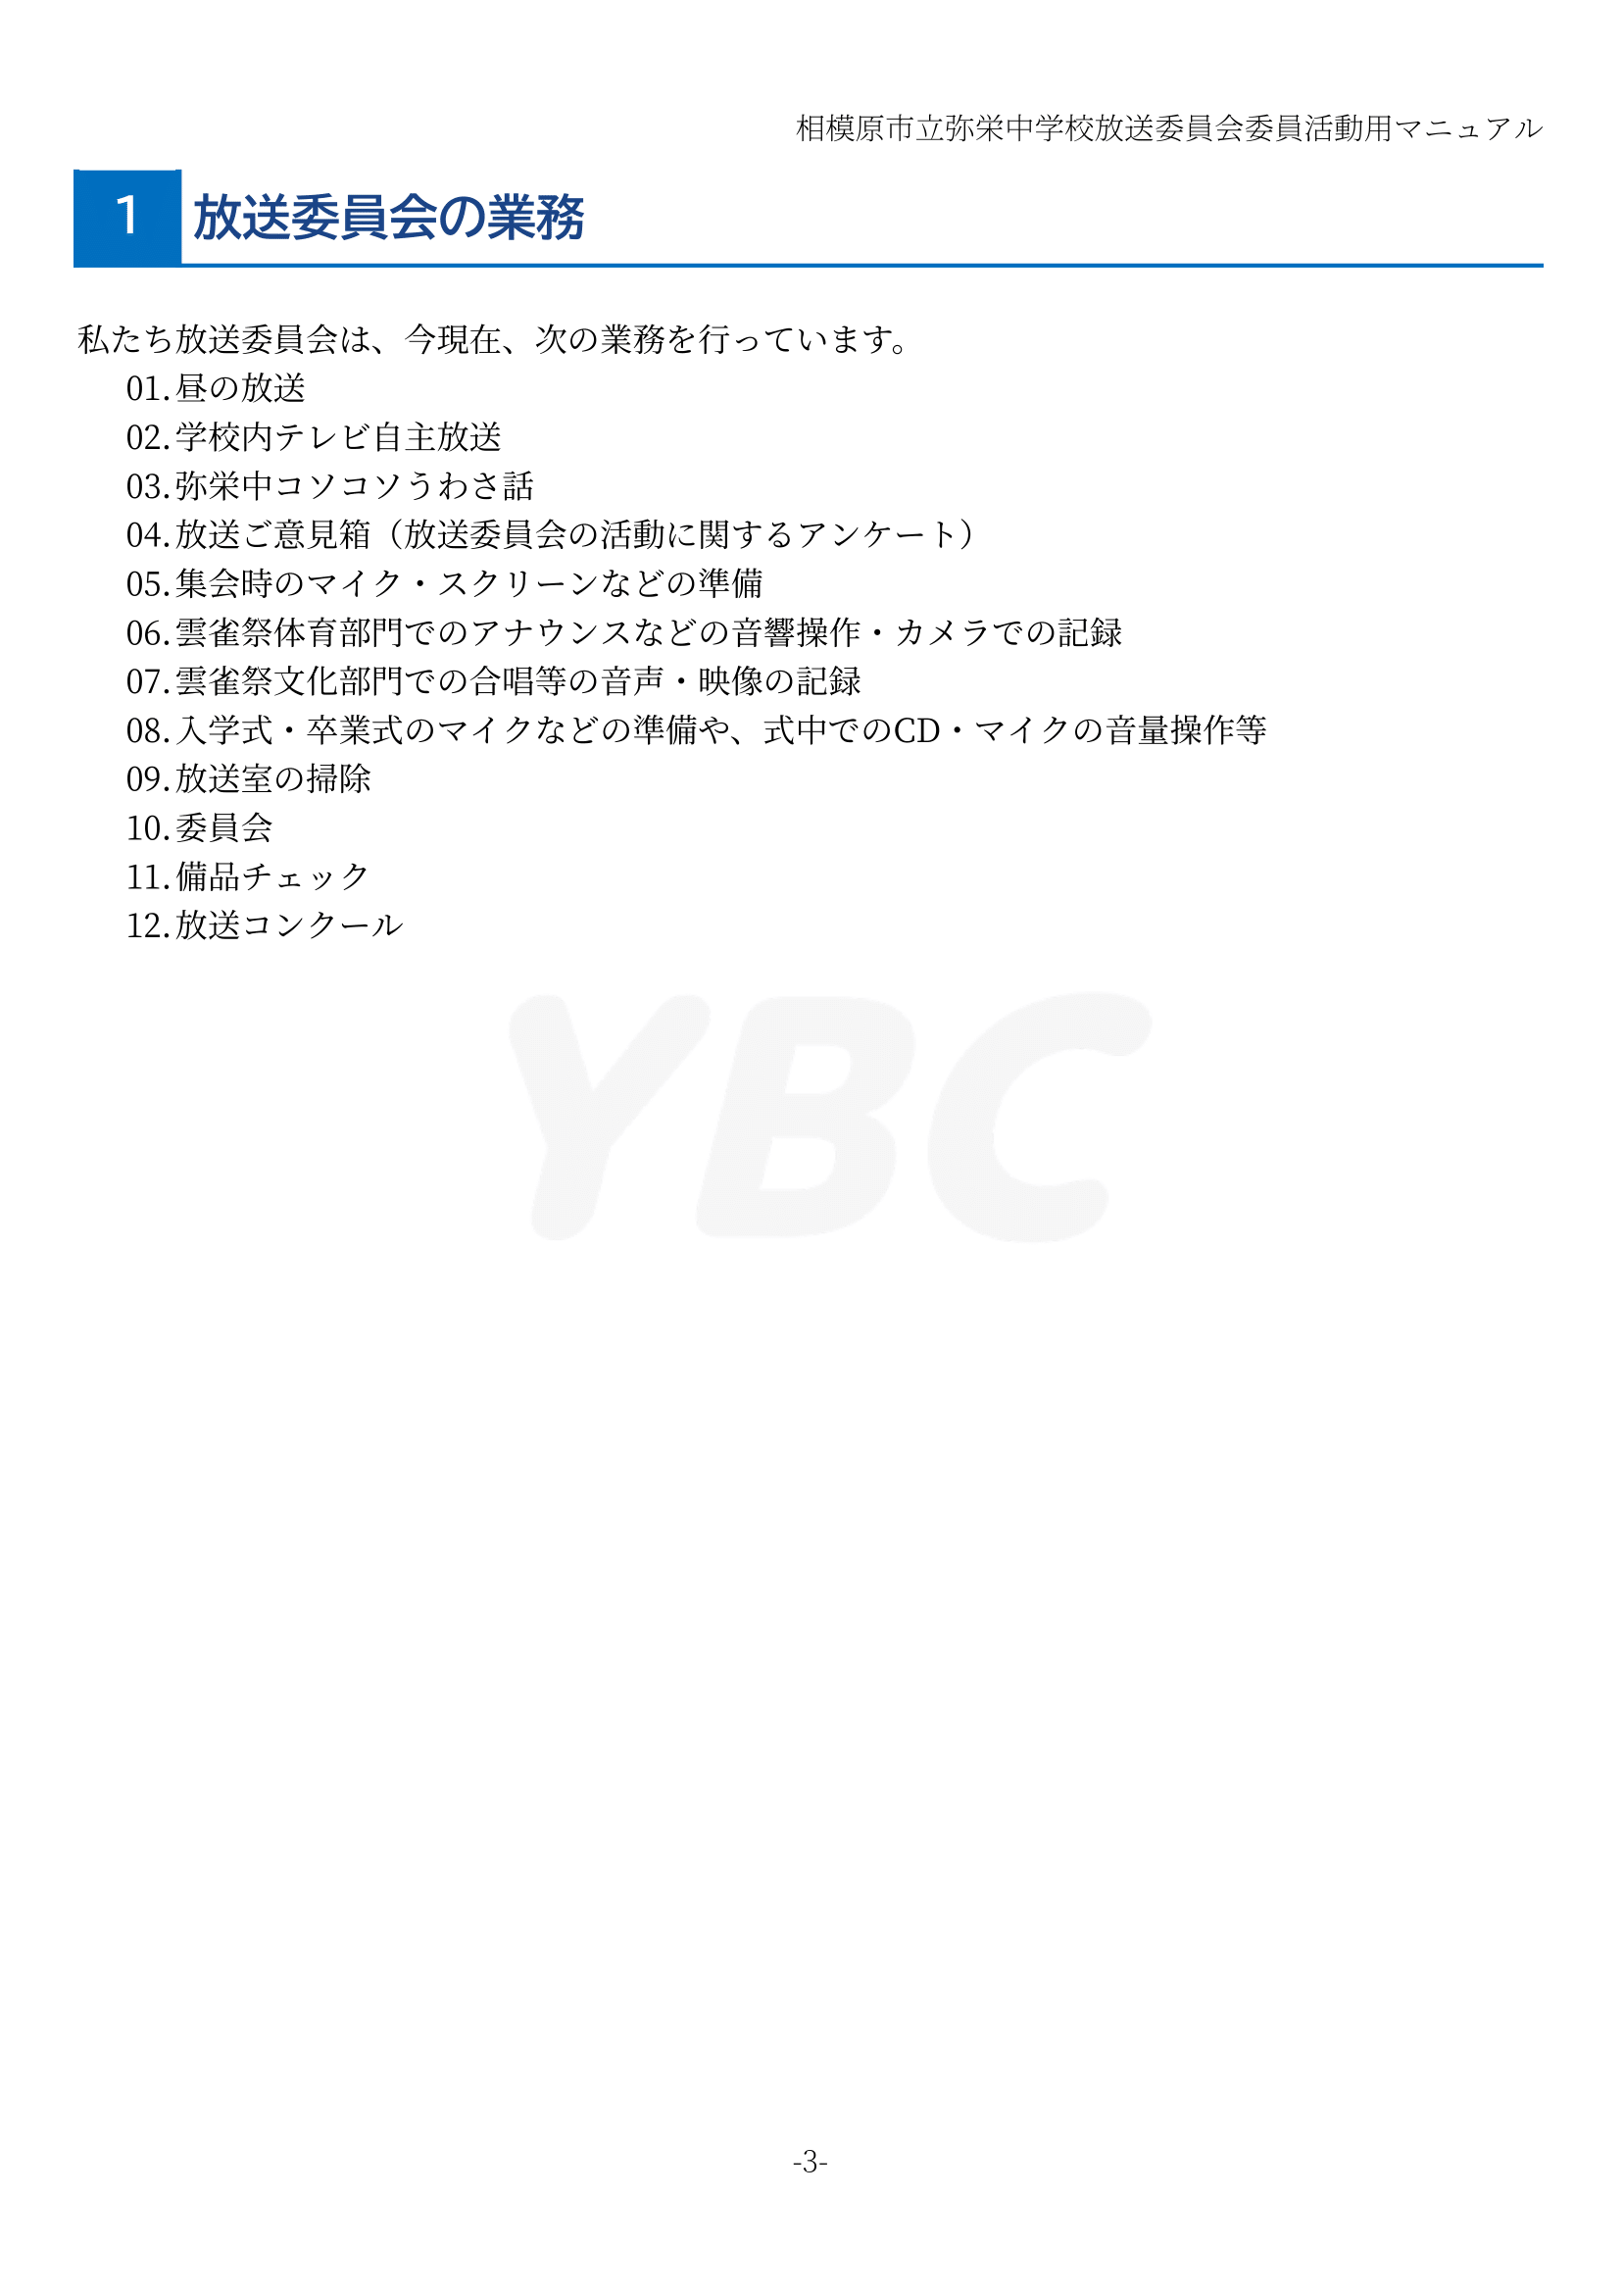 相模原市立弥栄中学校放送委員会委員活動用マニュアル
1 放送委員会の業務
私たち放送委員会は、今現在、次の業務を行っています。
01.昼の放送
02.学校内テレビ自主放送
03.弥栄中コソコソうわさ話
04.放送ご意見箱（放送委員会の活動に関するアンケート）
05.集会時のマイク・スクリーンなどの準備
06.雲雀祭体育部門でのアナウンスなどの音響操作・カメラでの記録
07.雲雀祭文化部門での合唱等の音声・映像の記録
08.入学式・卒業式のマイクなどの準備や、式中でのCD・マイクの音量操作等
09.放送室の掃除
10.委員会
11.備品チェック
12.放送コンクール
YBC
-3-